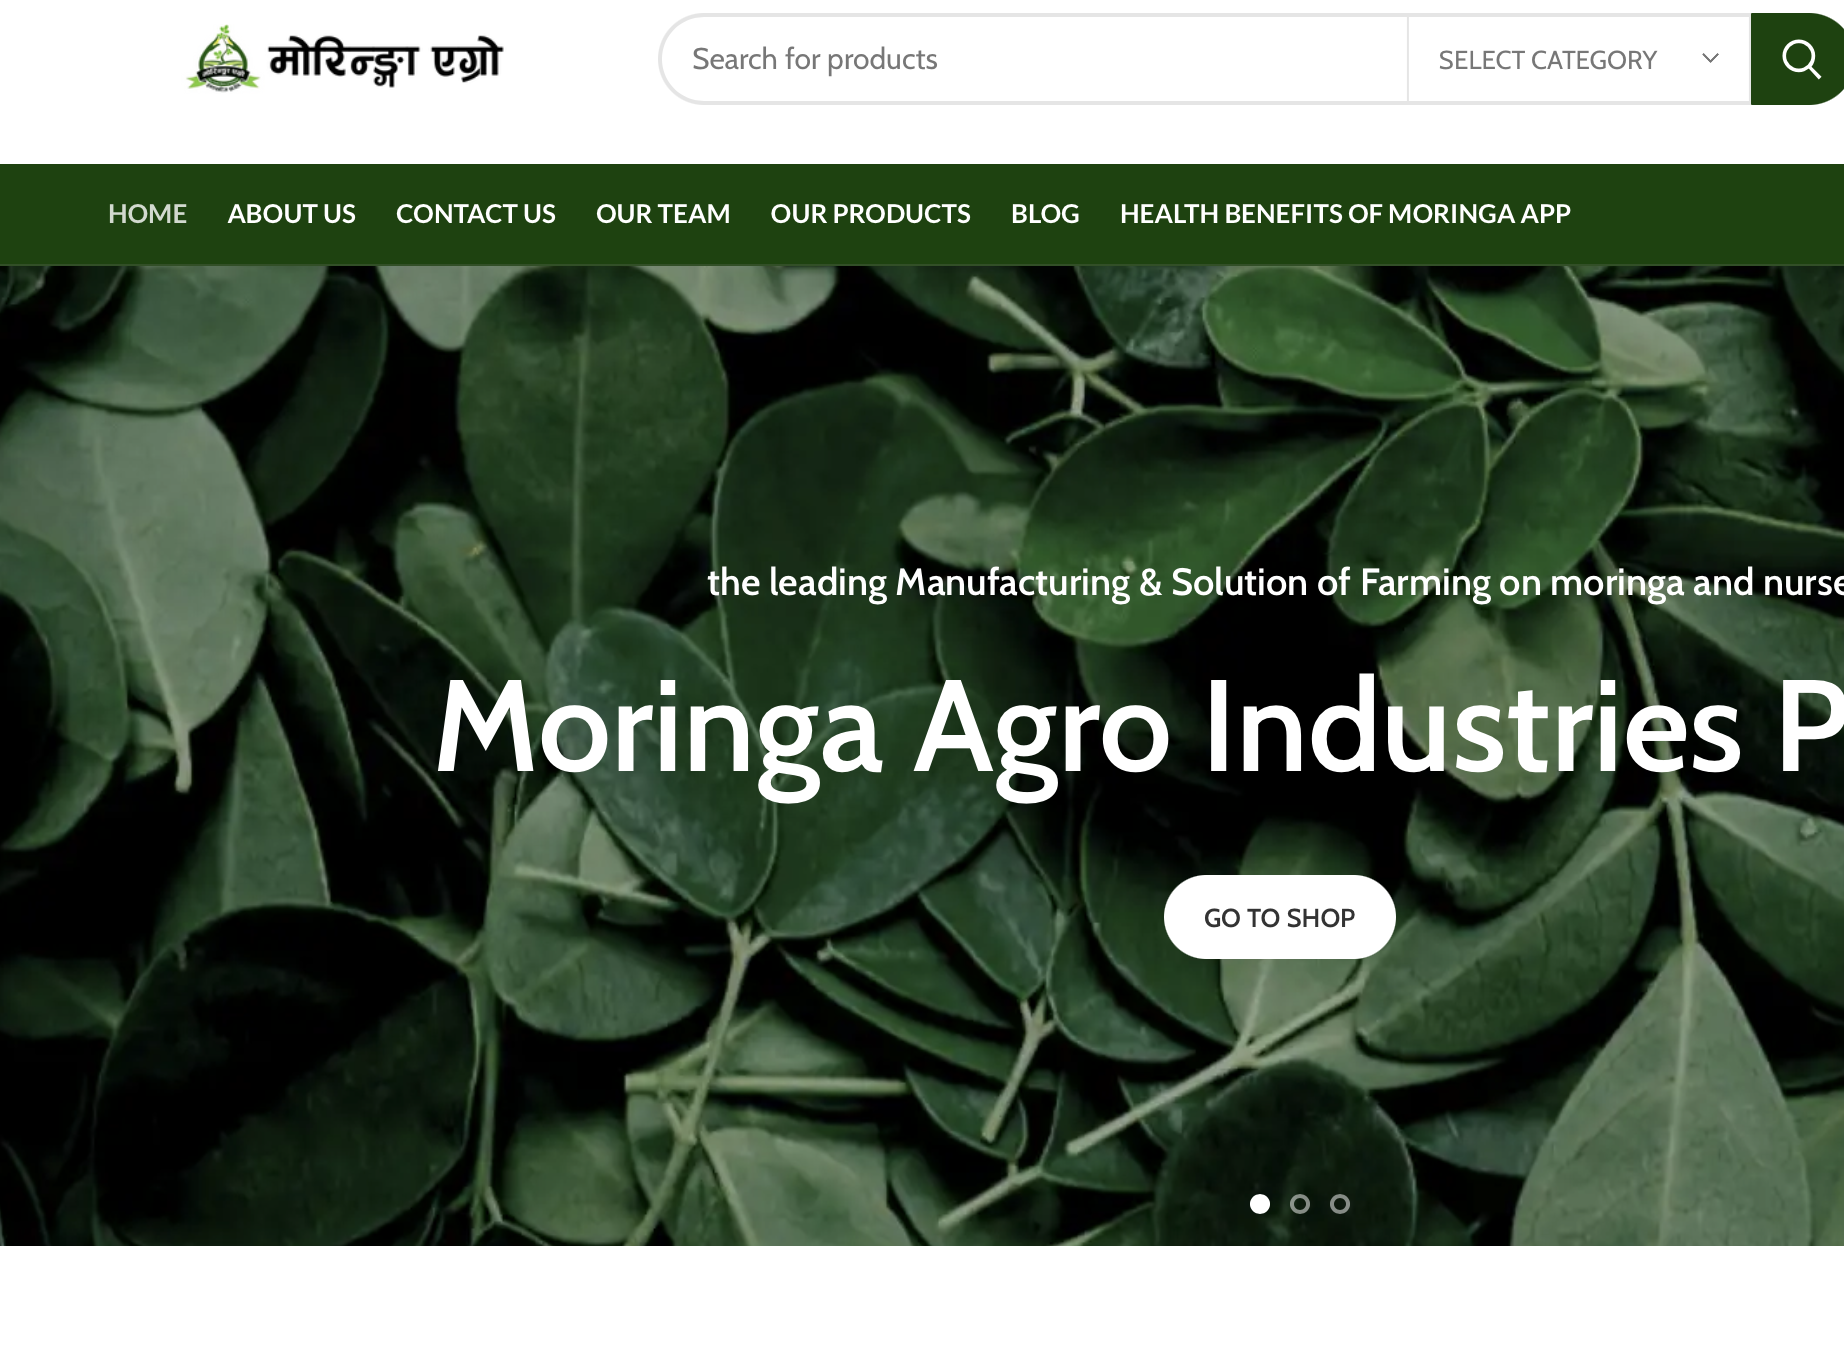 मोरिन्ङ्गा एग्रो
Search for products
SELECT CATEGORY
HOME ABOUT US CONTACT US OUR TEAM OUR PRODUCTS BLOG HEALTH BENEFITS OF MORINGA APP
the leading Manufacturing & Solution of Farming on moringa and nurse
Moringa Agro Industries P
GO TO SHOP